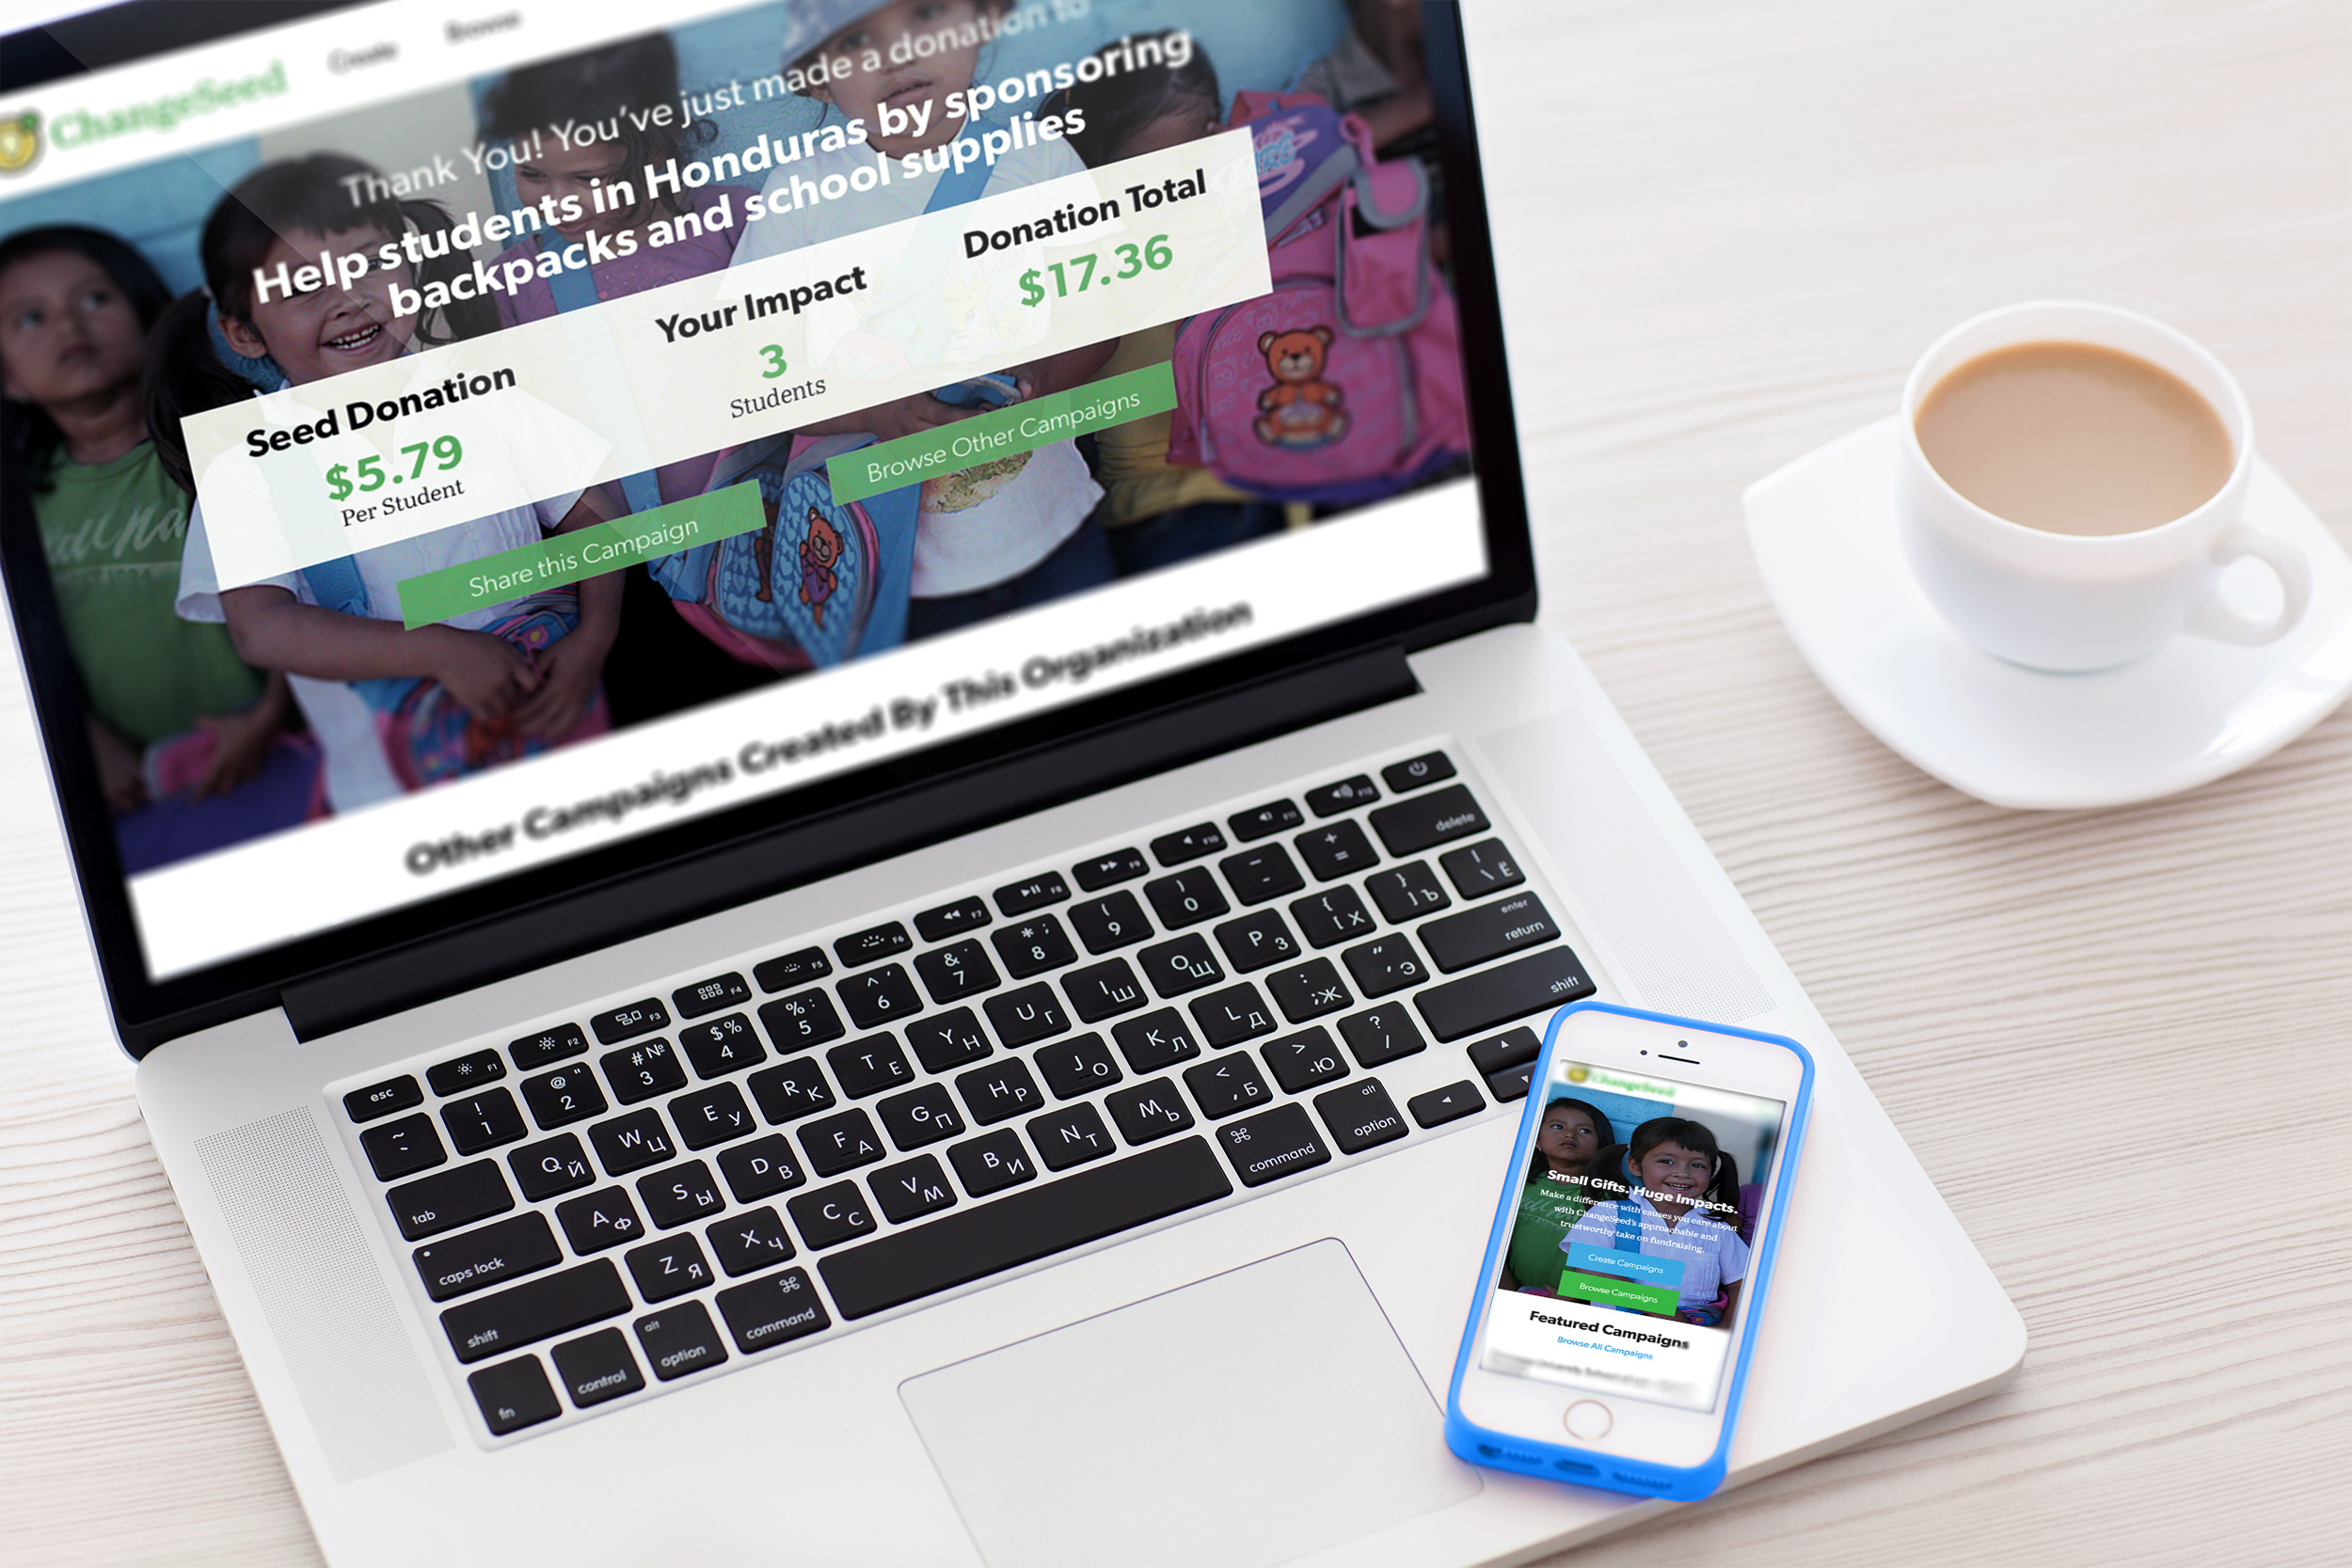 ChangeSeed
Create
Browse
Thank You! You've just made a donation to
Help students in Honduras by sponsoring
backpacks and school supplies
Seed Donation
$5.79
Per Student
Your Impact
3
Students
Donation Total
$17.36
Share this Campaign
Browse Other Campaigns
Other Campaigns Created By This Organization
esc F1 F2 F3 F4 F5 F6 F7 F8 F9 F10 F11 F12
~ ! 1 @ " 2 # № 3 $ % 4 % : 5 ^ ' 6 & 7 * ; 8 ( 9 ) 0 _ - + = delete
tab Q Й W Ц E У R К T Е Y Н U Г I Ш O Щ P З { [ Х } ] Ъ | \ Ё
caps lock A Ф S Ы D В F А G П H Р J О K Л L Д : ; Ж " ' Э enter return
shift Z Я X Ч C С V М B И N Т M Ь < , Б > . Ю ? / shift
fn control alt option ⌘ command ⌘ command alt option
ChangeSeed
Small Gifts. Huge Impacts.
Make a difference with causes you care about
with ChangeSeed's approachable and
trustworthy take on fundraising.
Create Campaigns
Browse Campaigns
Featured Campaigns
Browse All Campaigns